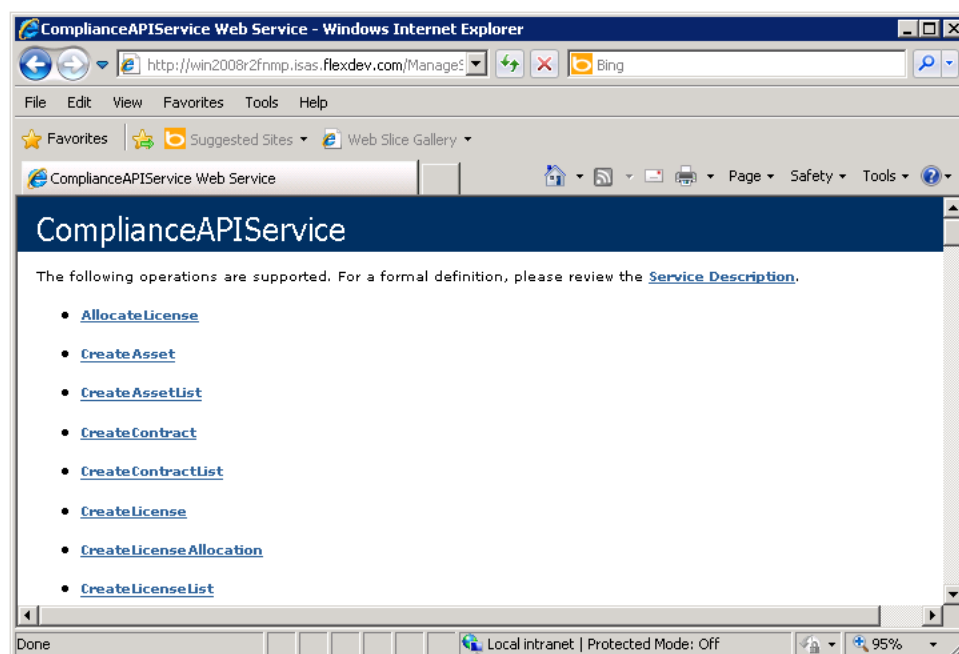 ComplianceAPIService Web Service - Windows Internet Explorer
http://win2008r2fnmp.isas.flexdev.com/Manage Bing
File Edit View Favorites Tools Help
Favorites Suggested Sites Web Slice Gallery
ComplianceAPIService Web Service Page Safety Tools
ComplianceAPIService
The following operations are supported. For a formal definition, please review the Service Description.
AllocateLicense
CreateAsset
CreateAssetList
CreateContract
CreateContractList
CreateLicense
CreateLicenseAllocation
CreateLicenseList
Done Local intranet | Protected Mode: Off 95%